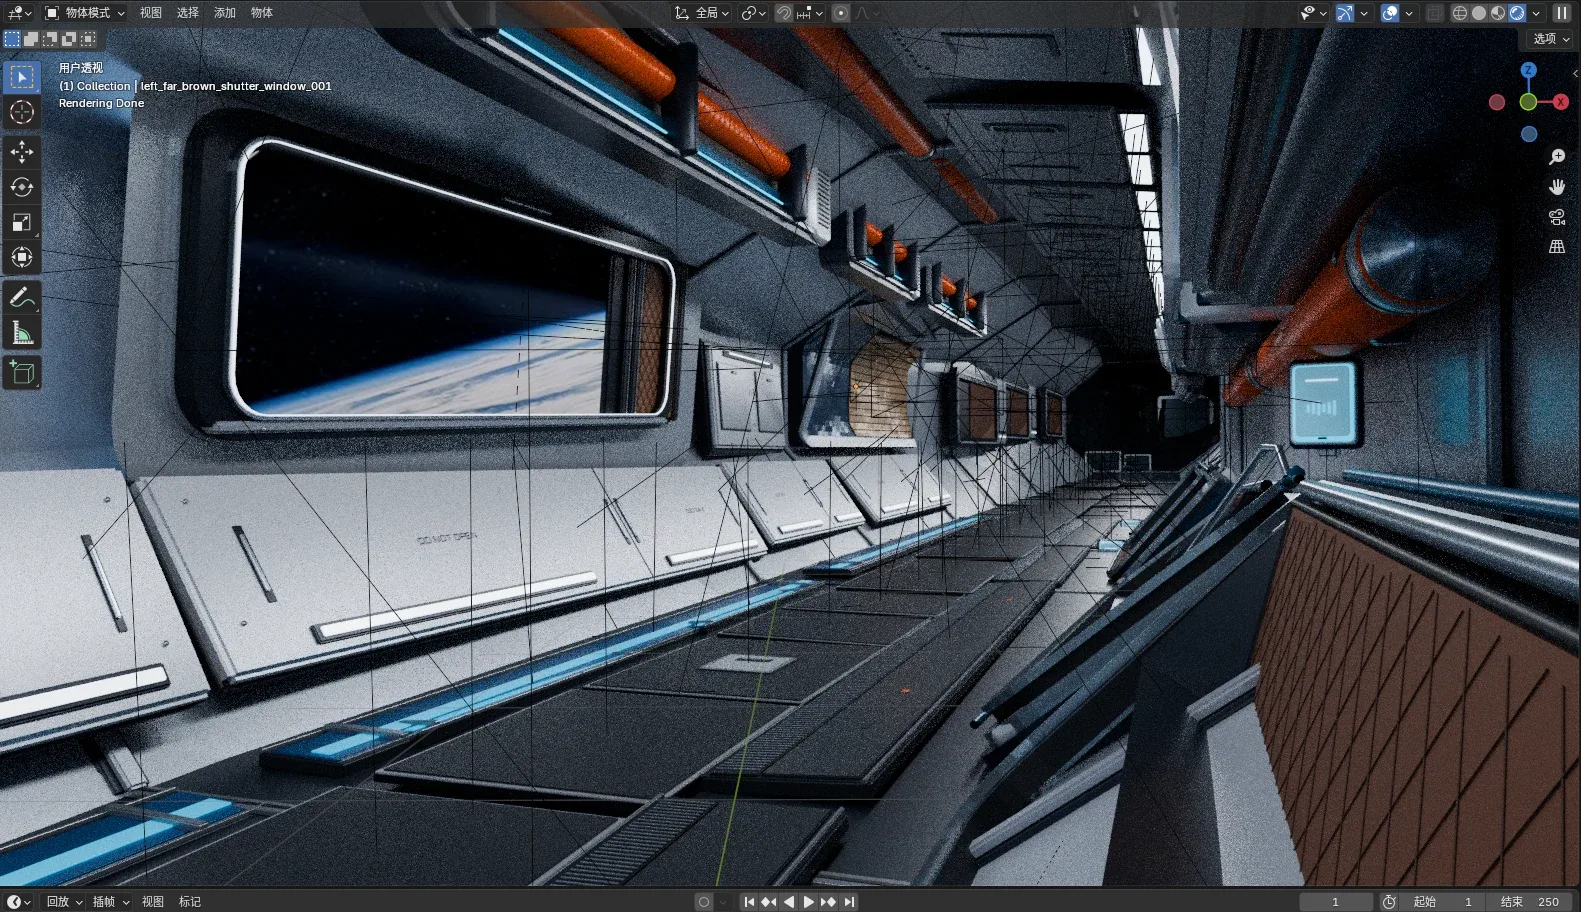 物体模式 视图 选择 添加 物体 全局
选项
用户透视
(1) Collection | left_far_brown_shutter_window_001
Rendering Done
Z
X
DO NOT OPEN
回放 插帧 视图 标记 1 起始 1 结束 250